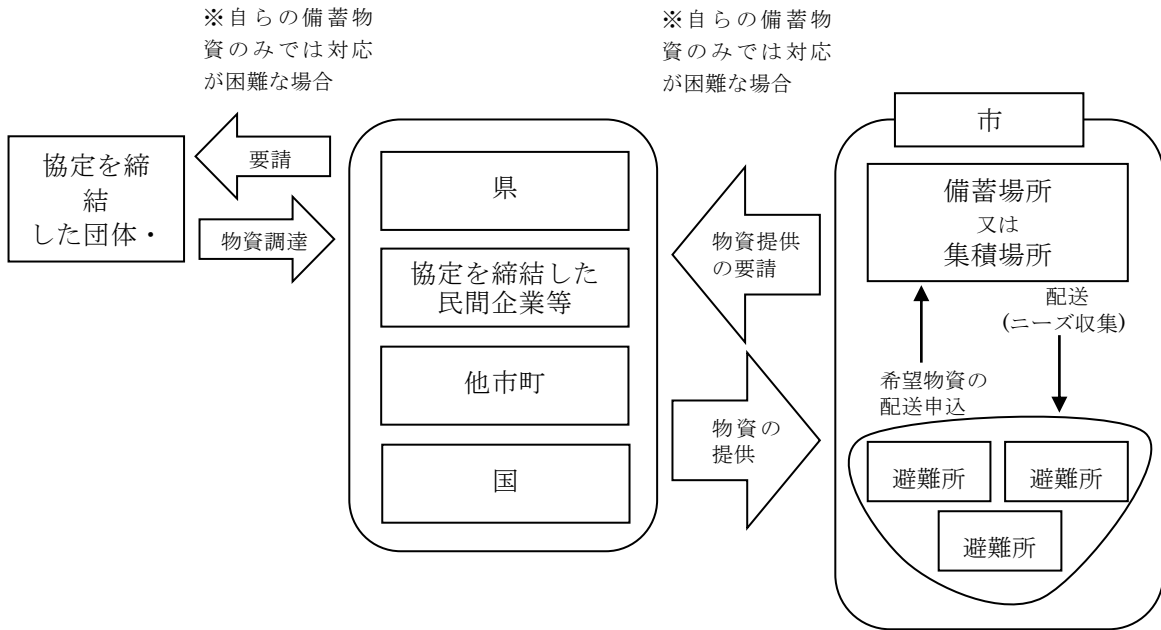 ※自らの備蓄物
資のみでは対応
が困難な場合
※自らの備蓄物
資のみでは対応
が困難な場合
協定を締
結
した団体・
要請
物資調達
県
協定を締結した
民間企業等
他市町
国
物資提供
の要請
物資の
提供
市
備蓄場所
又は
集積場所
配送
(ニーズ収集)
希望物資の
配送申込
避難所
避難所
避難所